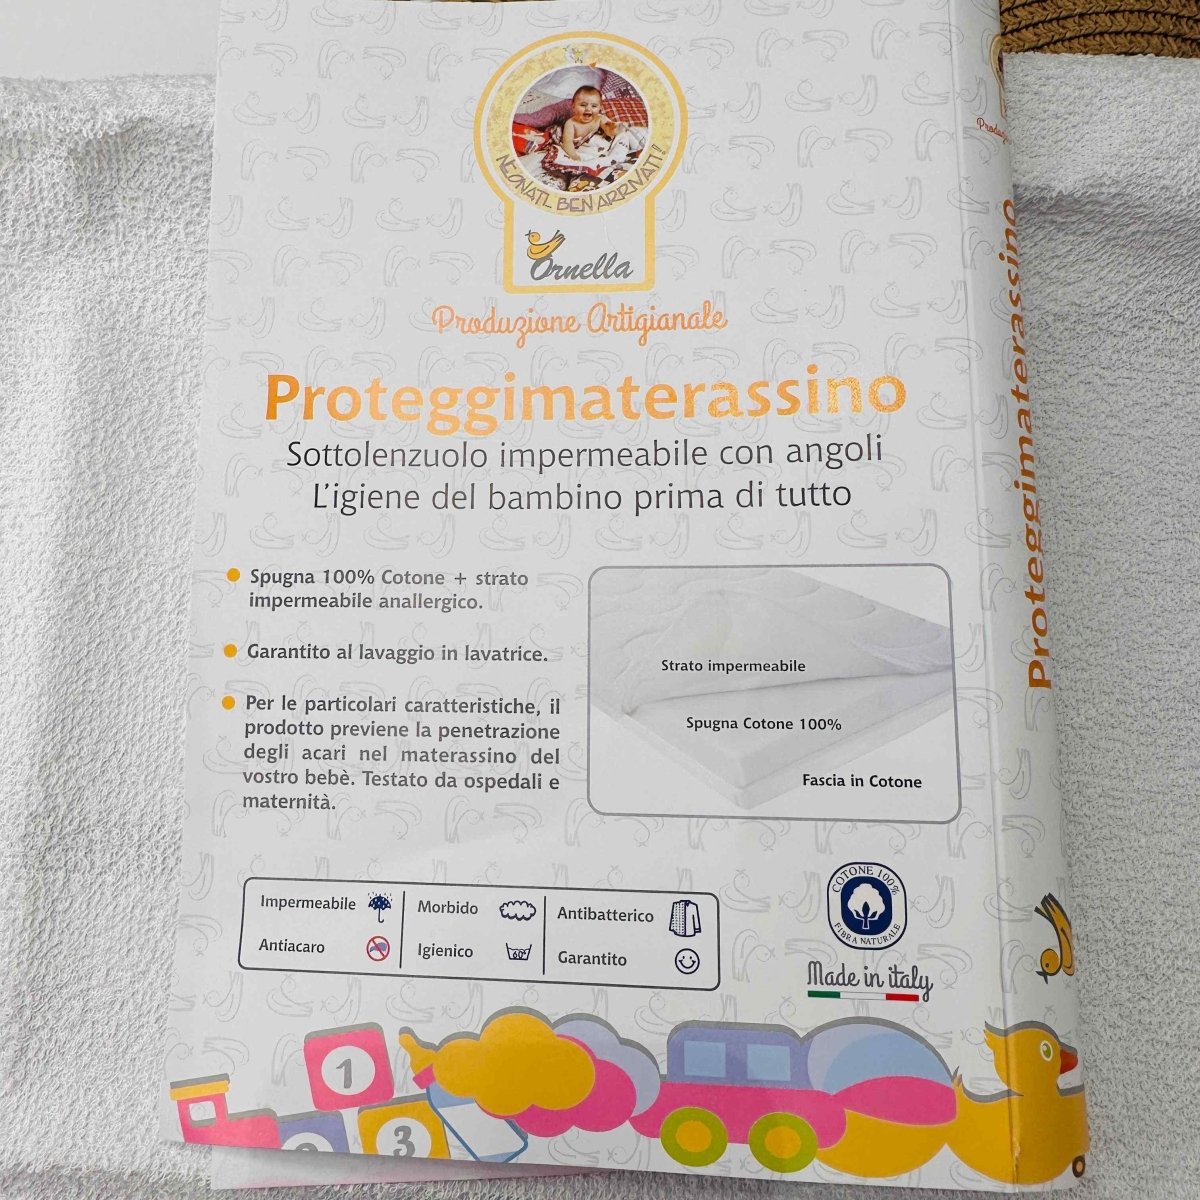 NEONATI, BEN ARRIVATI!!
Ornella
Produzione Artigianale
Proteggimaterassino
Sottolenzuolo impermeabile con angoli
L'igiene del bambino prima di tutto
Spugna 100% Cotone + strato
impermeabile anallergico.
Garantito al lavaggio in lavatrice.
Per le particolari caratteristiche, il
prodotto previene la penetrazione
degli acari nel materassino del
vostro bebè. Testato da ospedali e
maternità.
Strato impermeabile
Spugna Cotone 100%
Fascia in Cotone
Impermeabile
Morbido
Antibatterico
Antiacaro
Igienico
Garantito
COTONE 100%
FIBRA NATURALE
Made in italy
1
2
3
Proteggimaterassino